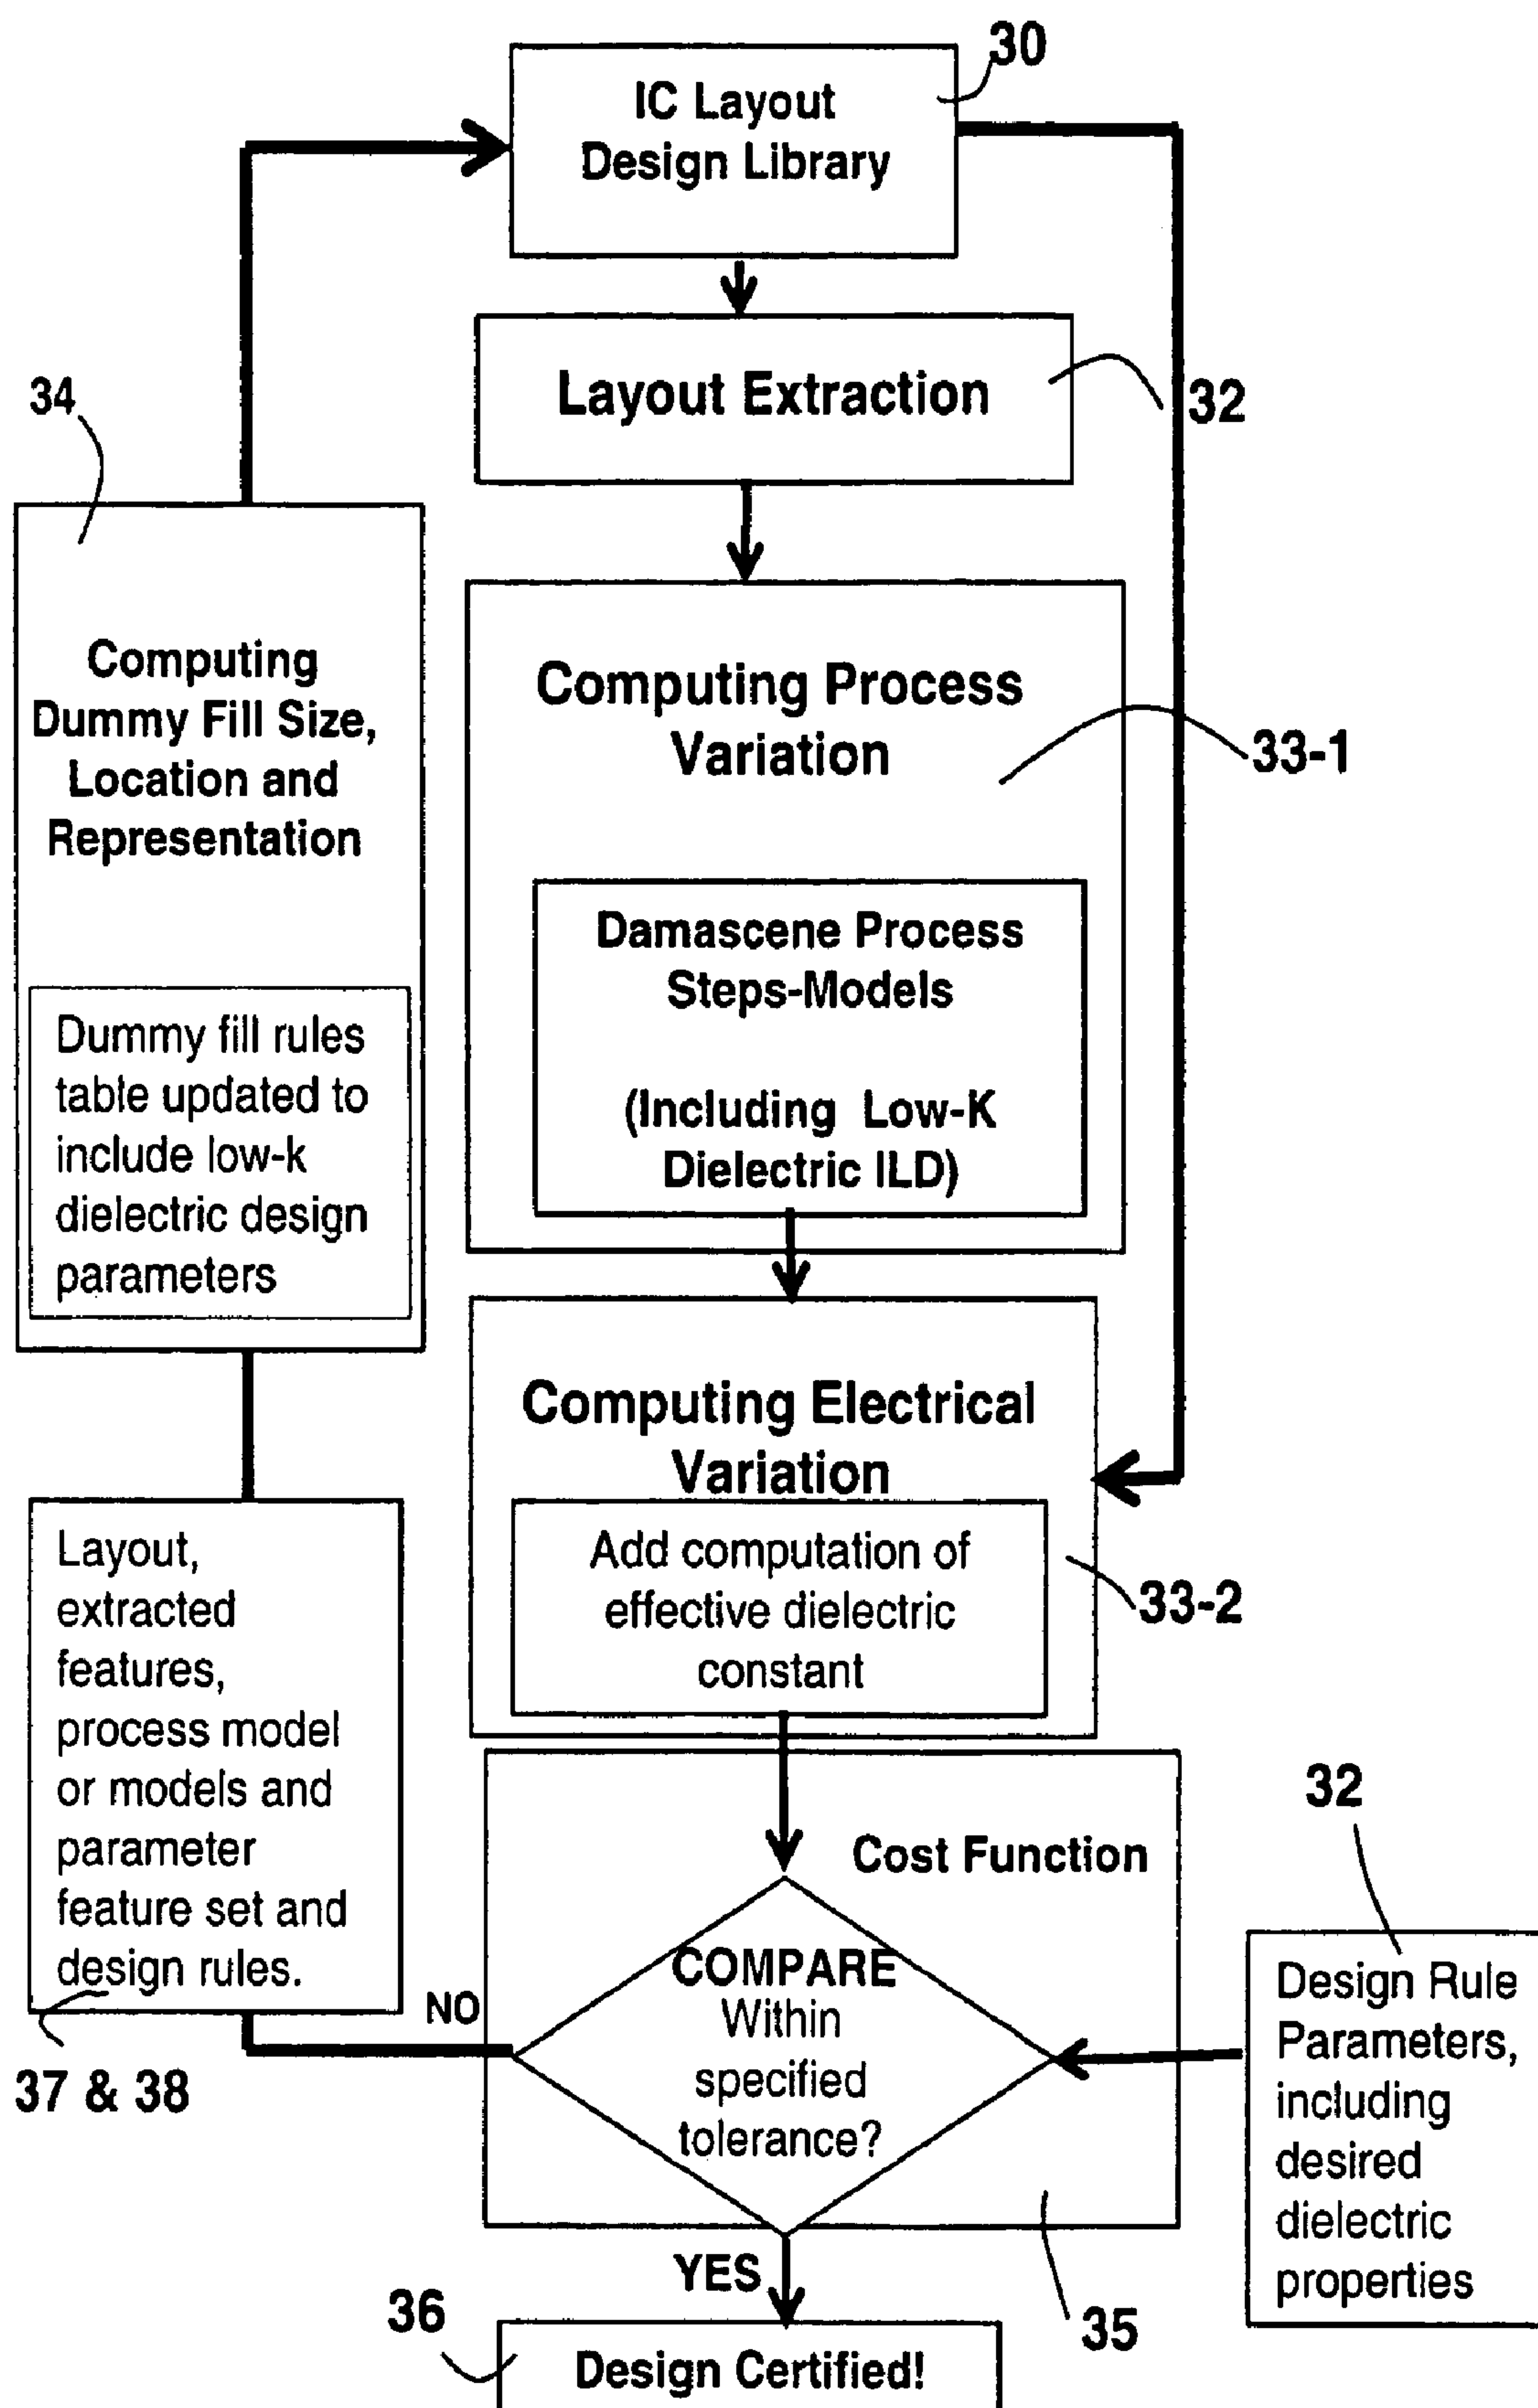 30
IC Layout
Design Library
34
Layout Extraction
32
Computing
Dummy Fill Size,
Location and
Representation
Computing Process
Variation
33-1
Damascene Process
Steps-Models
(Including Low-K
Dielectric ILD)
Dummy fill rules
table updated to
include low-k
dielectric design
parameters
Computing Electrical
Variation
Add computation of
effective dielectric
constant
33-2
Layout,
extracted
features,
process model
or models and
parameter
feature set and
design rules.
37 & 38
NO
Cost Function
COMPARE
Within
specified
tolerance?
32
Design Rule
Parameters,
including
desired
dielectric
properties
YES
35
36
Design Certified!